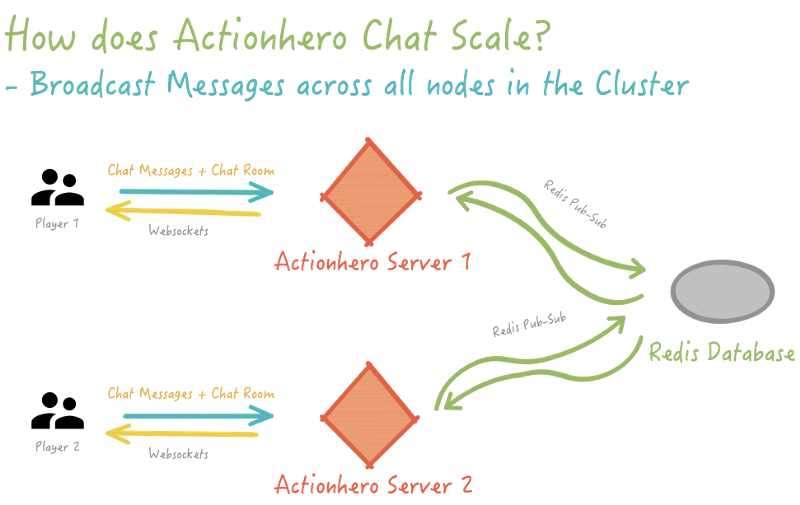 How does Actionhero Chat Scale?
- Broadcast Messages across all nodes in the Cluster
Chat Messages + Chat Room
Player 1
Websockets
Actionhero Server 1
Redis Pub-Sub
Redis Pub-Sub
Redis Database
Chat Messages + Chat Room
Player 2
Websockets
Actionhero Server 2